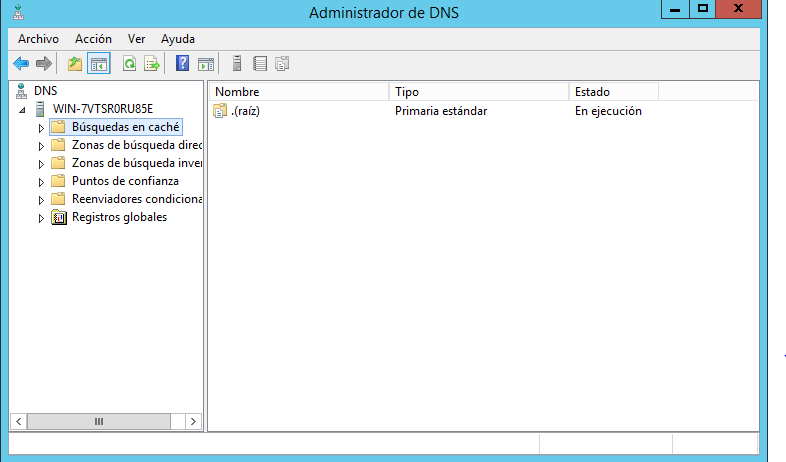 Administrador de DNS
Archivo Acción Ver Ayuda
DNS
WIN-7VTSR0RU85E
Búsquedas en caché
Zonas de búsqueda direc
Zonas de búsqueda inver
Puntos de confianza
Reenviadores condiciona
Registros globales
Nombre Tipo Estado
.(raíz) Primaria estándar En ejecución